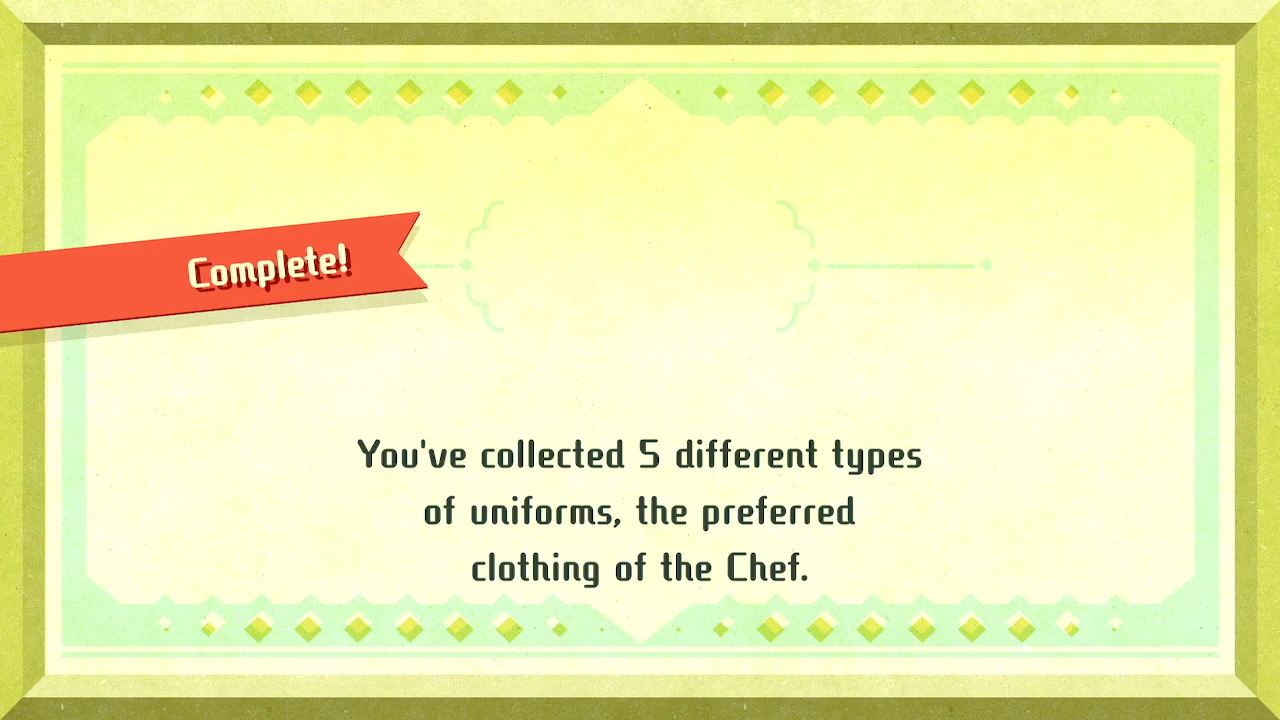 Complete!
You've collected 5 different types
of uniforms, the preferred
clothing of the Chef.